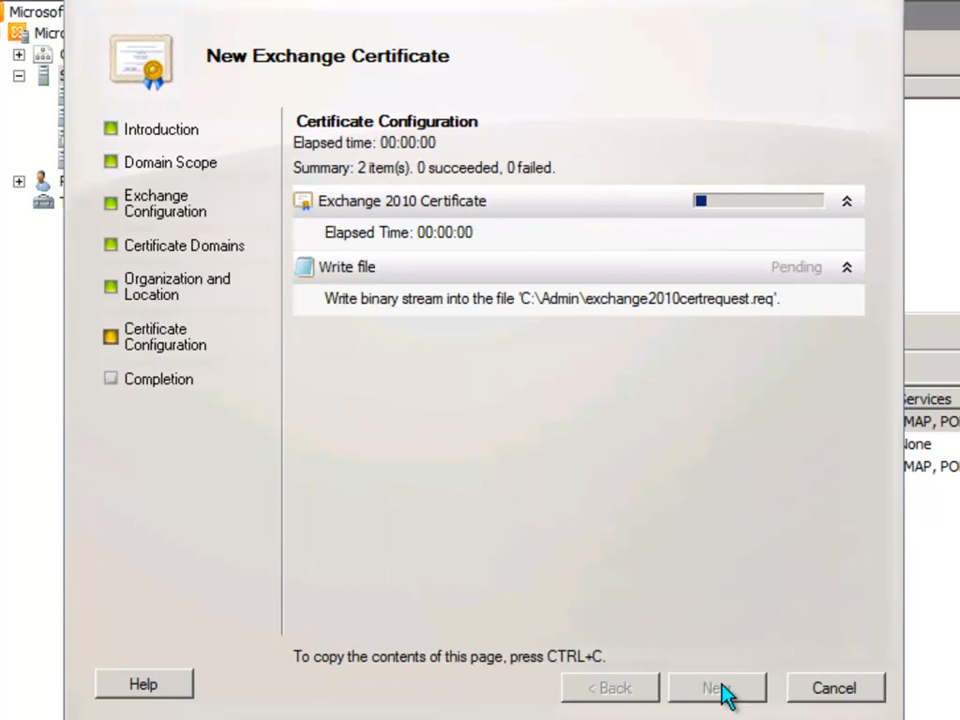 Microsof
New Exchange Certificate
Introduction
Domain Scope
Exchange
Configuration
Certificate Domains
Organization and
Location
Certificate
Configuration
Completion
Certificate Configuration
Elapsed time: 00:00:00
Summary: 2 item(s). 0 succeeded, 0 failed.
Exchange 2010 Certificate
Elapsed Time: 00:00:00
Write file
Pending
Write binary stream into the file 'C:\Admin\exchange2010certrequest.req'.
To copy the contents of this page, press CTRL+C.
Help
< Back
Cancel
Services
MAP, PO
None
MAP, PO